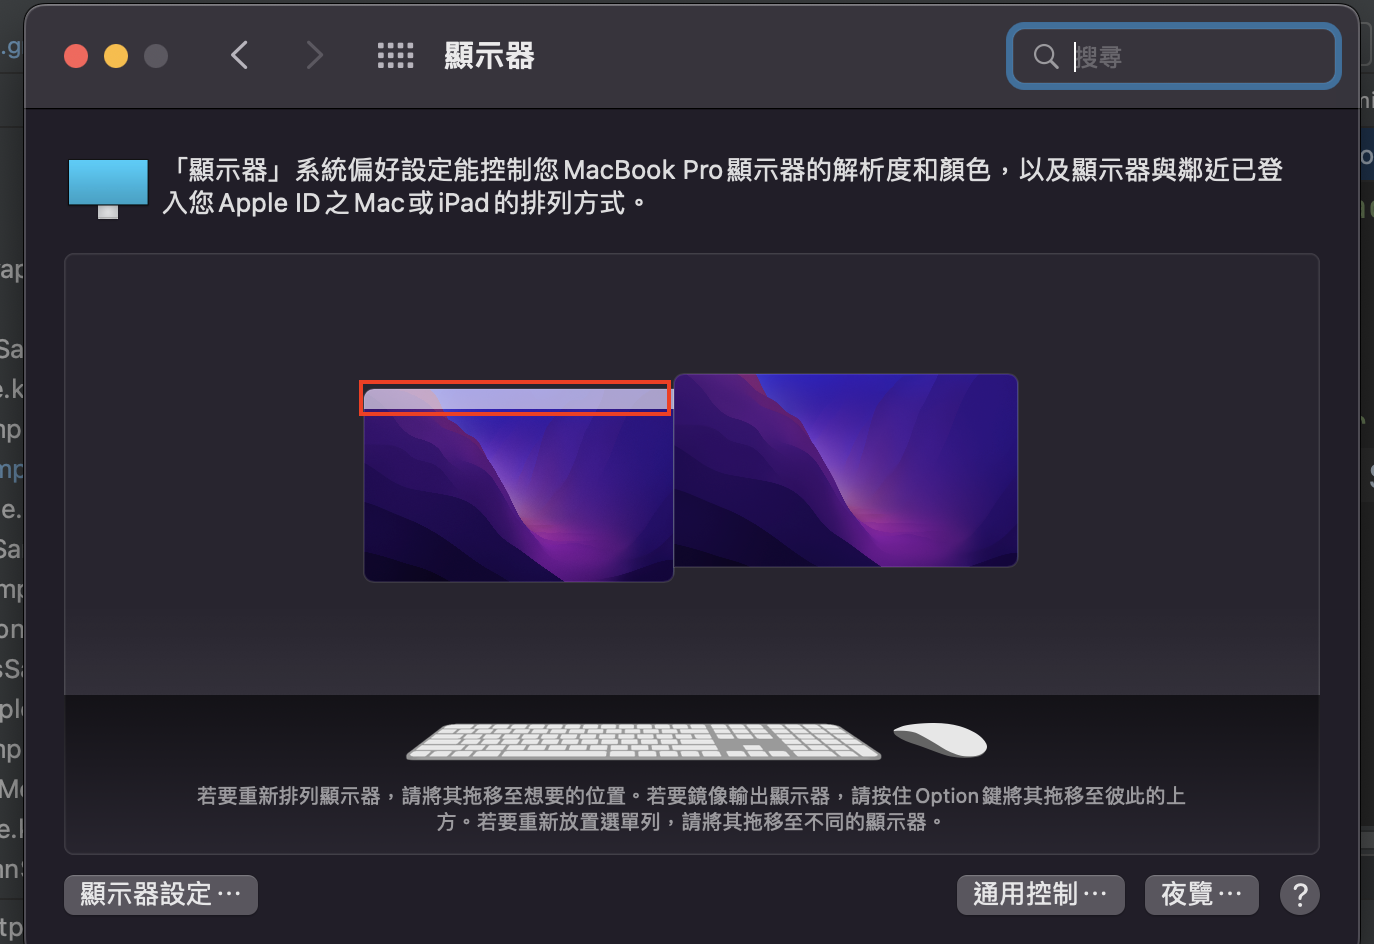 顯示器
搜尋
「顯示器」系統偏好設定能控制您 MacBook Pro 顯示器的解析度和顏色，以及顯示器與鄰近已登
入您 Apple ID 之 Mac 或 iPad 的排列方式。
若要重新排列顯示器，請將其拖移至想要的位置。若要鏡像輸出顯示器，請按住 Option 鍵將其拖移至彼此的上
方。若要重新放置選單列，請將其拖移至不同的顯示器。
顯示器設定⋯
通用控制⋯
夜覽⋯
?